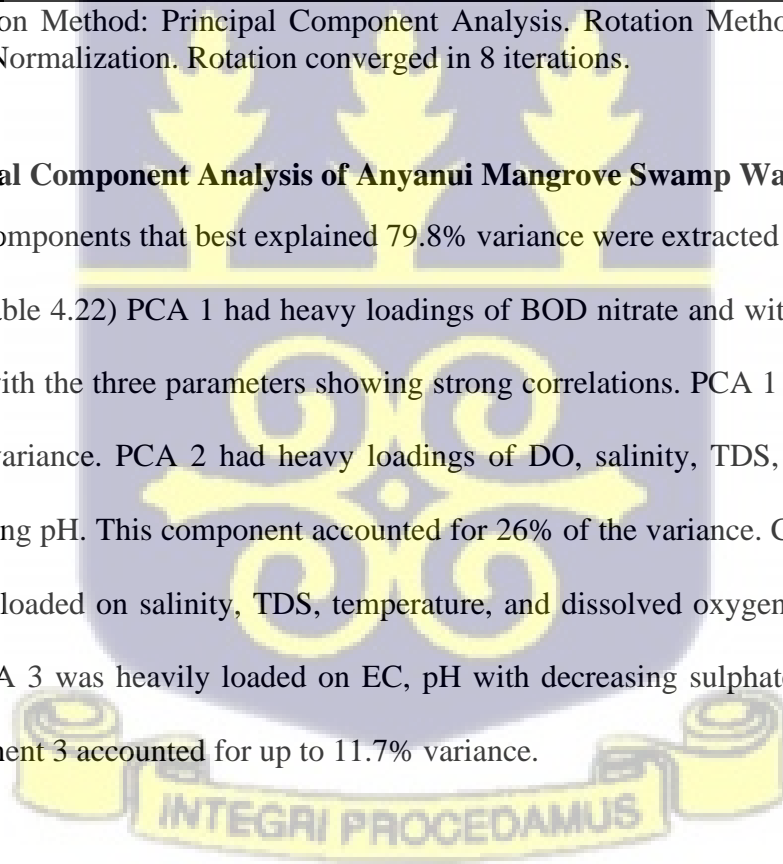 on Method: Principal Component Analysis. Rotation Metho
Normalization. Rotation converged in 8 iterations.
al Component Analysis of Anyanui Mangrove Swamp Wa
omponents that best explained 79.8% variance were extracted
able 4.22) PCA 1 had heavy loadings of BOD nitrate and wit
with the three parameters showing strong correlations. PCA 1
variance. PCA 2 had heavy loadings of DO, salinity, TDS,
ng pH. This component accounted for 26% of the variance. C
loaded on salinity, TDS, temperature, and dissolved oxygen
A 3 was heavily loaded on EC, pH with decreasing sulphat
nent 3 accounted for up to 11.7% variance.
INTEGRI PROCEDAMUS